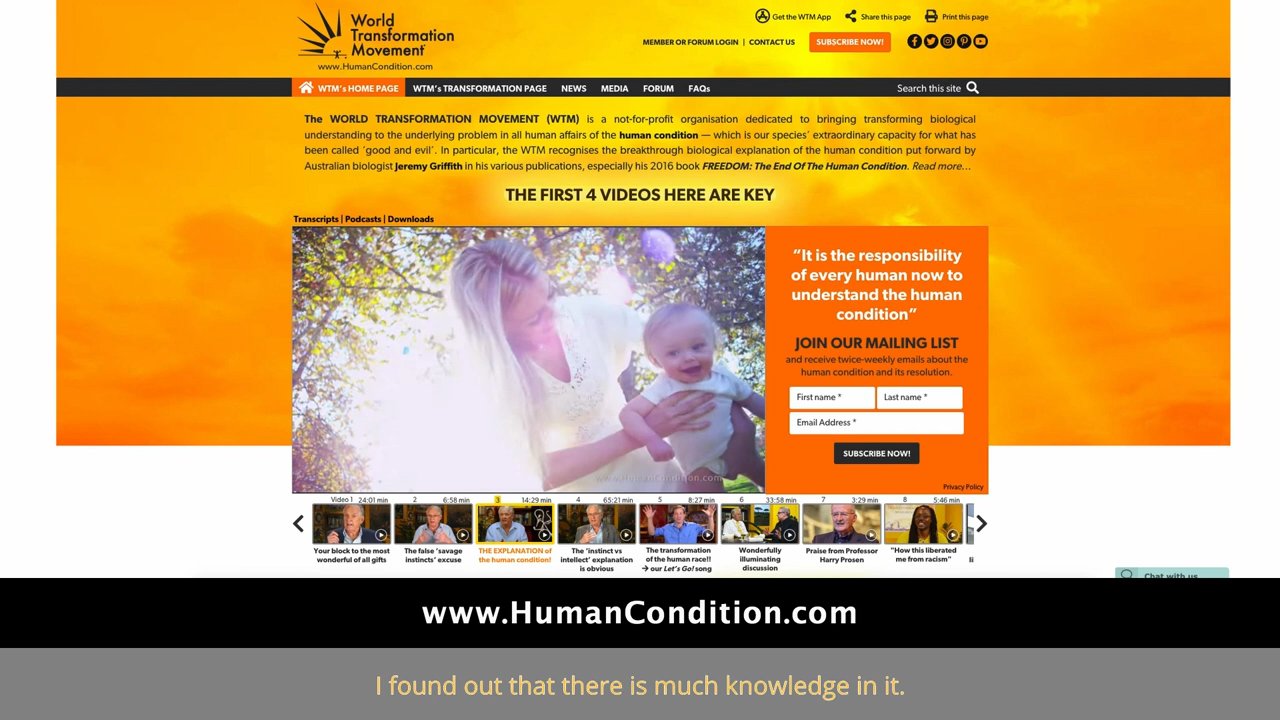 World
Transformation
Movement
www.HumanCondition.com
Get the WTM App
Share this page
Print this page
MEMBER OR FORUM LOGIN | CONTACT US
SUBSCRIBE NOW!
WTM's HOME PAGE
WTM's TRANSFORMATION PAGE
NEWS
MEDIA
FORUM
FAQs
Search this site
The WORLD TRANSFORMATION MOVEMENT (WTM) is a not-for-profit organisation dedicated to bringing transforming biological
understanding to the underlying problem in all human affairs of the human condition — which is our species' extraordinary capacity for what has
been called 'good and evil'. In particular, the WTM recognises the breakthrough biological explanation of the human condition put forward by
Australian biologist Jeremy Griffith in his various publications, especially his 2016 book FREEDOM: The End Of The Human Condition. Read more...
THE FIRST 4 VIDEOS HERE ARE KEY
Transcripts | Podcasts | Downloads
www.HumanCondition.com
"It is the responsibility
of every human now to
understand the human
condition"
JOIN OUR MAILING LIST
and receive twice-weekly emails about the
human condition and its resolution.
First name *
Last name *
Email Address *
SUBSCRIBE NOW!
Privacy Policy
Video 1 24:01 min
2 6:58 min
3 14:29 min
4 65:21 min
5 8:27 min
6 33:58 min
7 3:29 min
8 5:46 min
Your block to the most
wonderful of all gifts
The false 'savage
instincts' excuse
THE EXPLANATION of
the human condition!
The 'instinct vs
intellect' explanation
is obvious
The transformation
of the human race!!
→ our Let's Go! song
Wonderfully
illuminating
discussion
Praise from Professor
Harry Prosen
"How this liberated
me from racism"
Chat with us
www.HumanCondition.com
I found out that there is much knowledge in it.